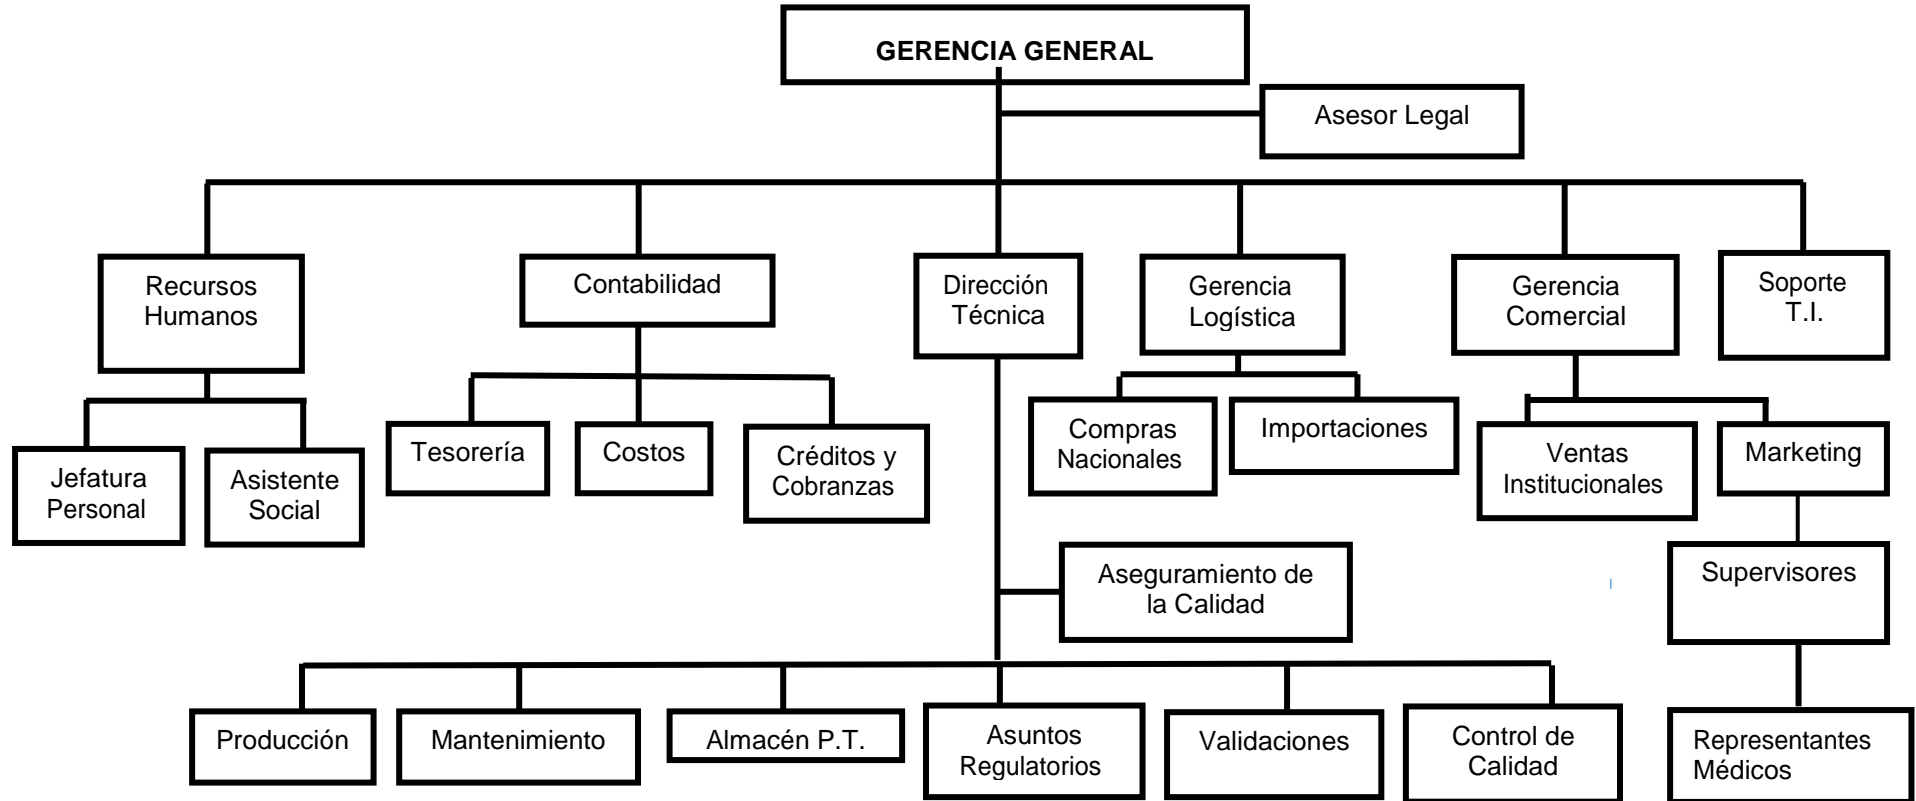 GERENCIA GENERAL
Asesor Legal
Recursos
Humanos
Contabilidad
Dirección
Técnica
Gerencia
Logística
Gerencia
Comercial
Soporte
T.I.
Jefatura
Personal
Asistente
Social
Tesorería
Costos
Créditos y
Cobranzas
Compras
Nacionales
Importaciones
Ventas
Institucionales
Marketing
Aseguramiento de
la Calidad
Supervisores
Producción
Mantenimiento
Almacén P.T.
Asuntos
Regulatorios
Validaciones
Control de
Calidad
Representantes
Médicos